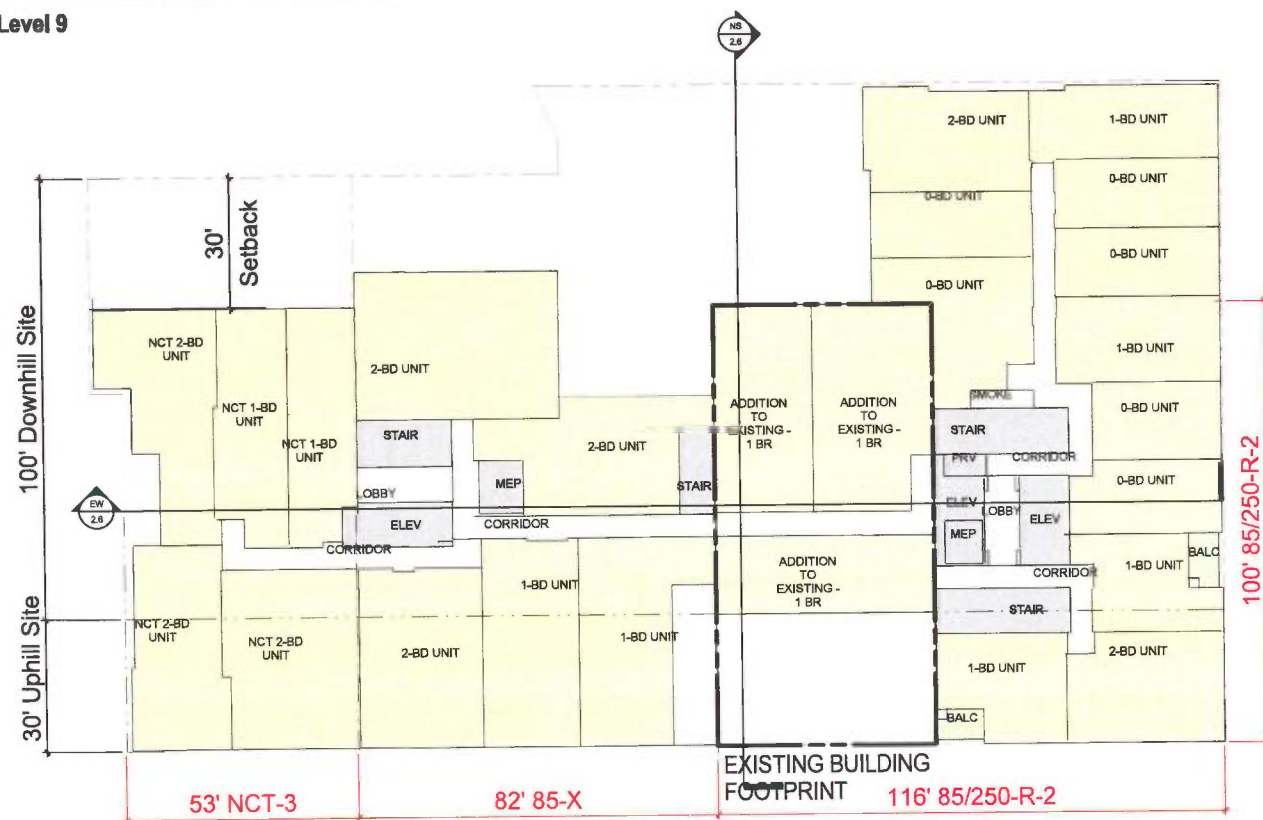 Level 9
NS
2.6
2-BD UNIT
1-BD UNIT
0-BD UNIT
0-BD UNIT
0-BD UNIT
0-BD UNIT
1-BD UNIT
0-BD UNIT
0-BD UNIT
30'
Setback
100' Downhill Site
30' Uphill Site
NCT 2-BD
UNIT
NCT 1-BD
UNIT
NCT 1-BD
UNIT
2-BD UNIT
2-BD UNIT
STAIR
MEP
STAIR
LOBBY
ELEV
CORRIDOR
CORRIDOR
EW
2.6
ADDITION
TO
EXISTING -
1 BR
ADDITION
TO
EXISTING -
1 BR
ADDITION
TO
EXISTING -
1 BR
SMOKE
STAIR
PRV
CORRIDOR
ELEV
LOBBY
ELEV
MEP
CORRIDOR
STAIR
1-BD UNIT
BALC
1-BD UNIT
2-BD UNIT
BALC
NCT 2-BD
UNIT
NCT 2-BD
UNIT
2-BD UNIT
1-BD UNIT
1-BD UNIT
100' 85/250-R-2
EXISTING BUILDING
FOOTPRINT
53' NCT-3
82' 85-X
116' 85/250-R-2